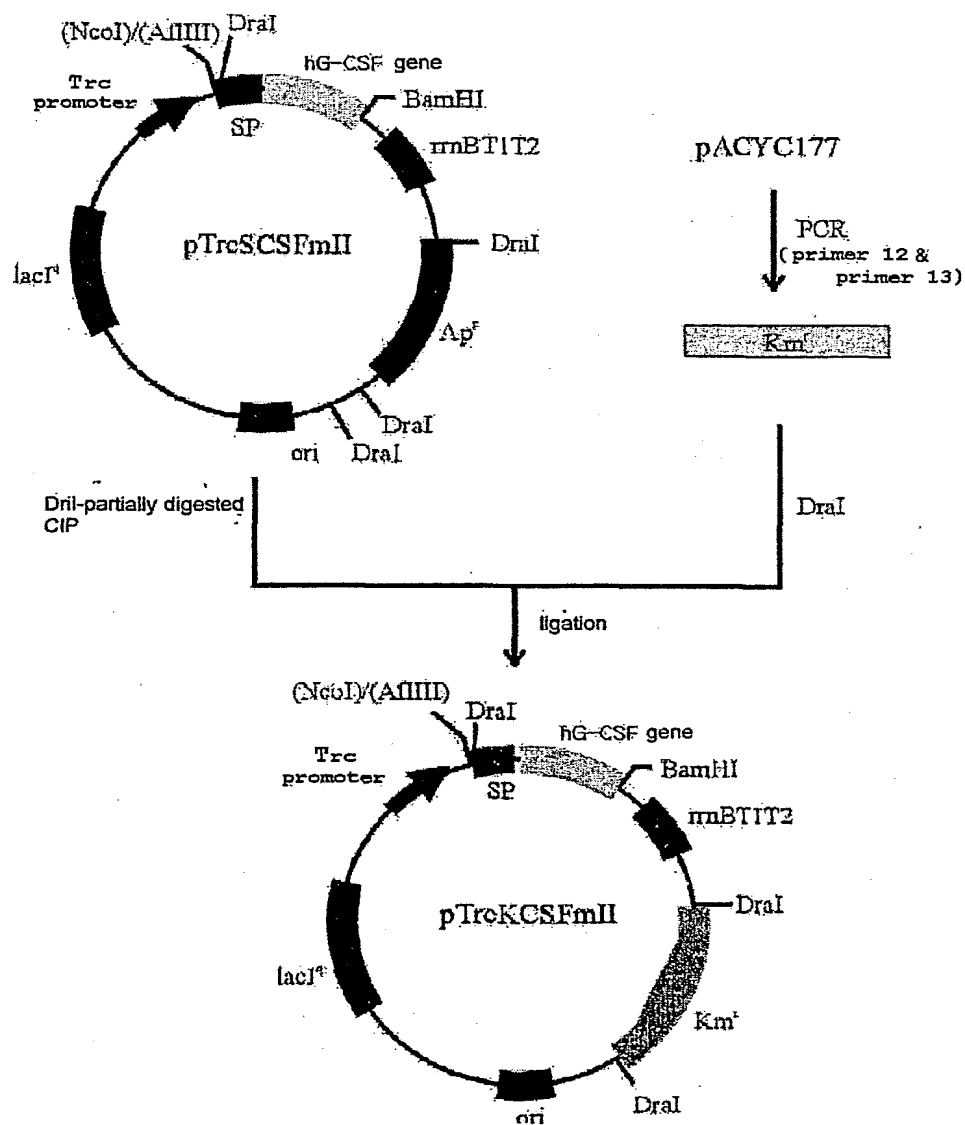 (NcoI)/(AflIII)
DraI
hG-CSF gene
Trc
promoter
BamHI
SP
rrnBT1T2
pACYC177
pTrcSCSFmII
DraI
PCR
(primer 12 &
primer 13)
lacIq
Apr
Kmr
DraI
ori
DraI
DrII-partially digested
CIP
DraI
ligation
(NcoI)/(AflIII)
DraI
hG-CSF gene
Trc
promoter
BamHI
SP
rrnBT1T2
DraI
pTrcKCSFmII
lacIq
Kmr
DraI
ori